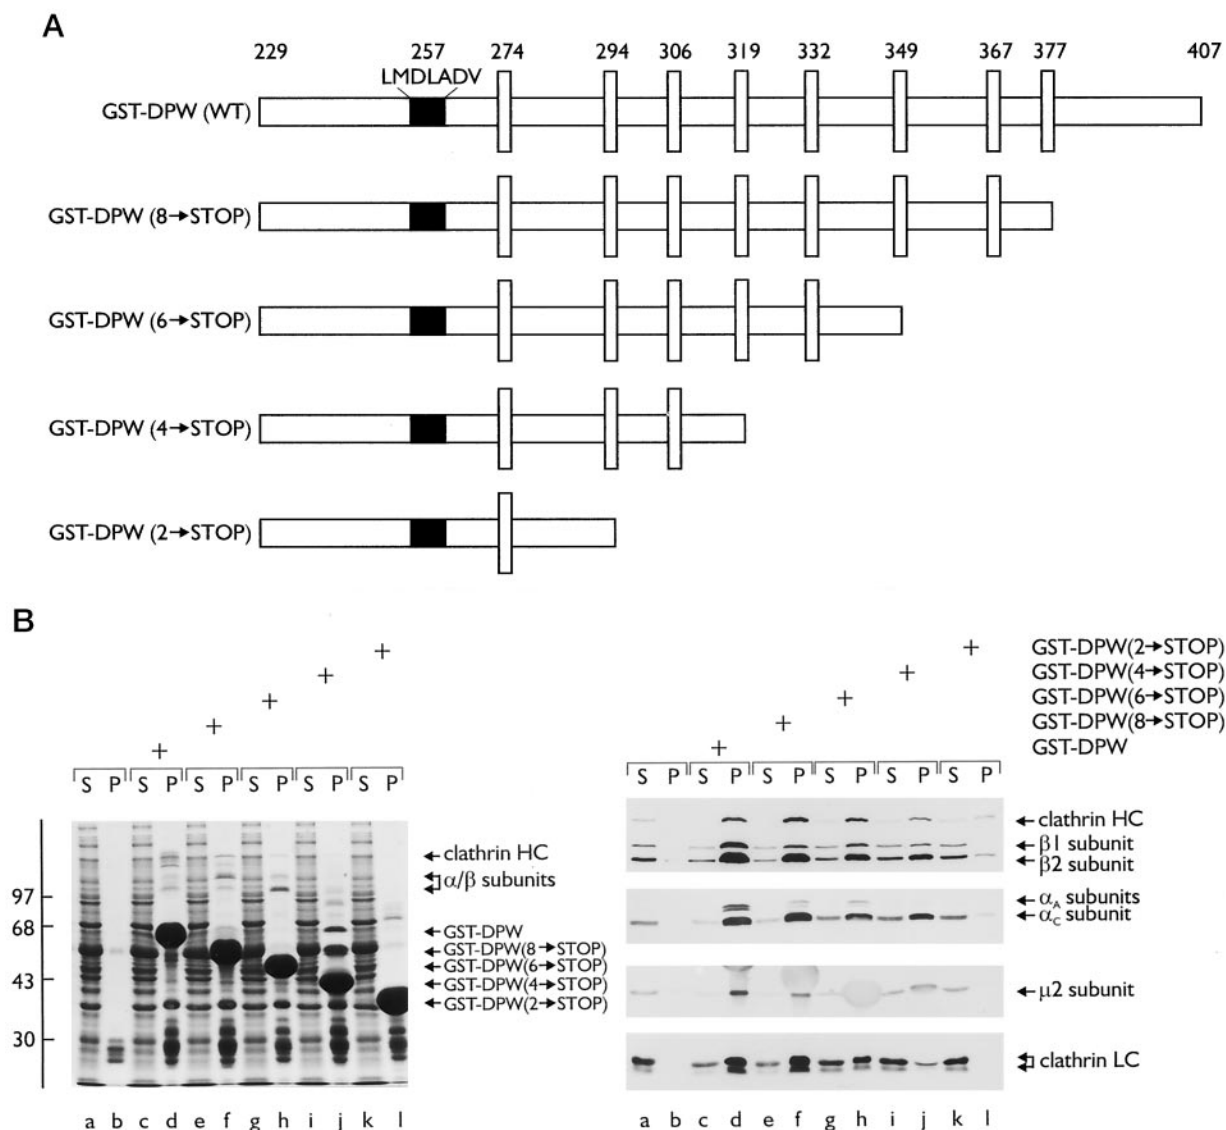 A
229 257 274 294 306 319 332 349 367 377 407
LMDLADV
GST-DPW (WT)
GST-DPW (8→STOP)
GST-DPW (6→STOP)
GST-DPW (4→STOP)
GST-DPW (2→STOP)
B
+
+
+
+
+
S P S P S P S P S P S P
97
68
43
30
clathrin HC
α/β subunits
GST-DPW
GST-DPW(8→STOP)
GST-DPW(6→STOP)
GST-DPW(4→STOP)
GST-DPW(2→STOP)
a b c d e f g h i j k l
+ GST-DPW(2→STOP)
+ GST-DPW(4→STOP)
+ GST-DPW(6→STOP)
+ GST-DPW(8→STOP)
+ GST-DPW
S P S P S P S P S P S P
clathrin HC
β1 subunit
β2 subunit
αA subunits
αC subunit
μ2 subunit
clathrin LC
a b c d e f g h i j k l